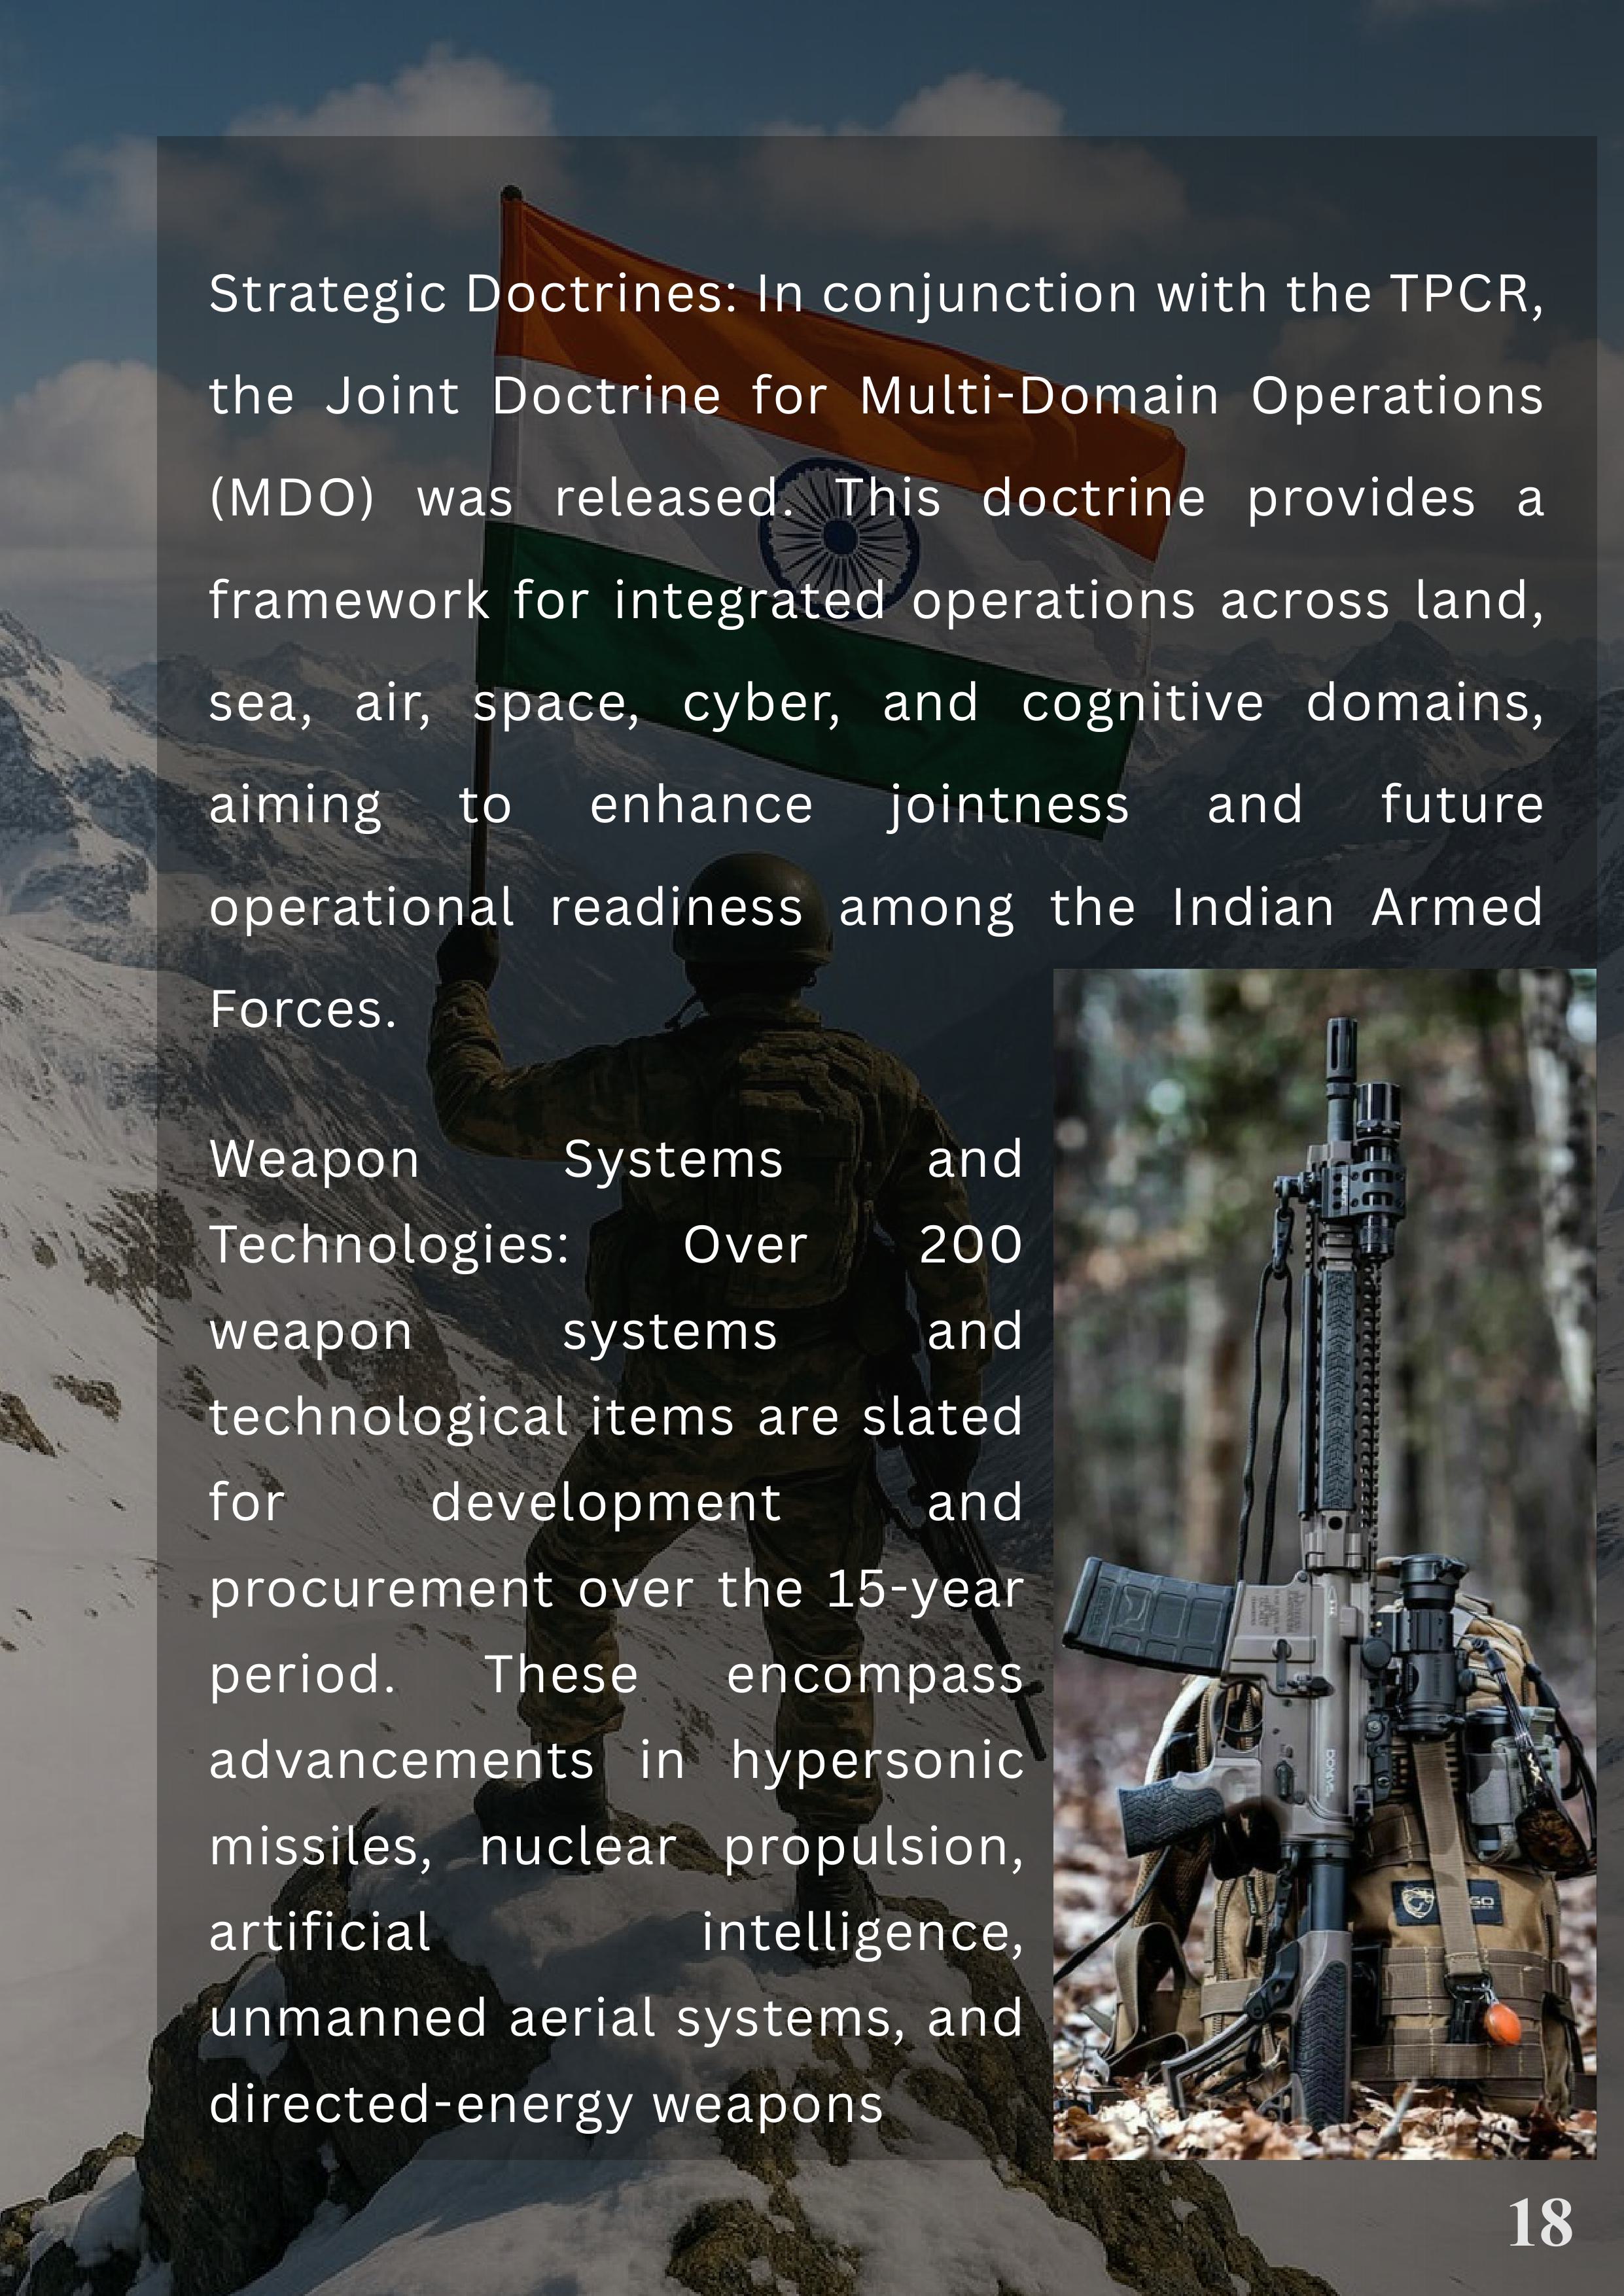 Strategic Doctrines: In conjunction with the TPCR,
the Joint Doctrine for Multi-Domain Operations
(MDO) was released. This doctrine provides a
framework for integrated operations across land,
sea, air, space, cyber, and cognitive domains,
aiming to enhance jointness and future
operational readiness among the Indian Armed
Forces.
Weapon Systems and
Technologies: Over 200
weapon systems and
technological items are slated
for development and
procurement over the 15-year
period. These encompass
advancements in hypersonic
missiles, nuclear propulsion,
artificial intelligence,
unmanned aerial systems, and
directed-energy weapons
18